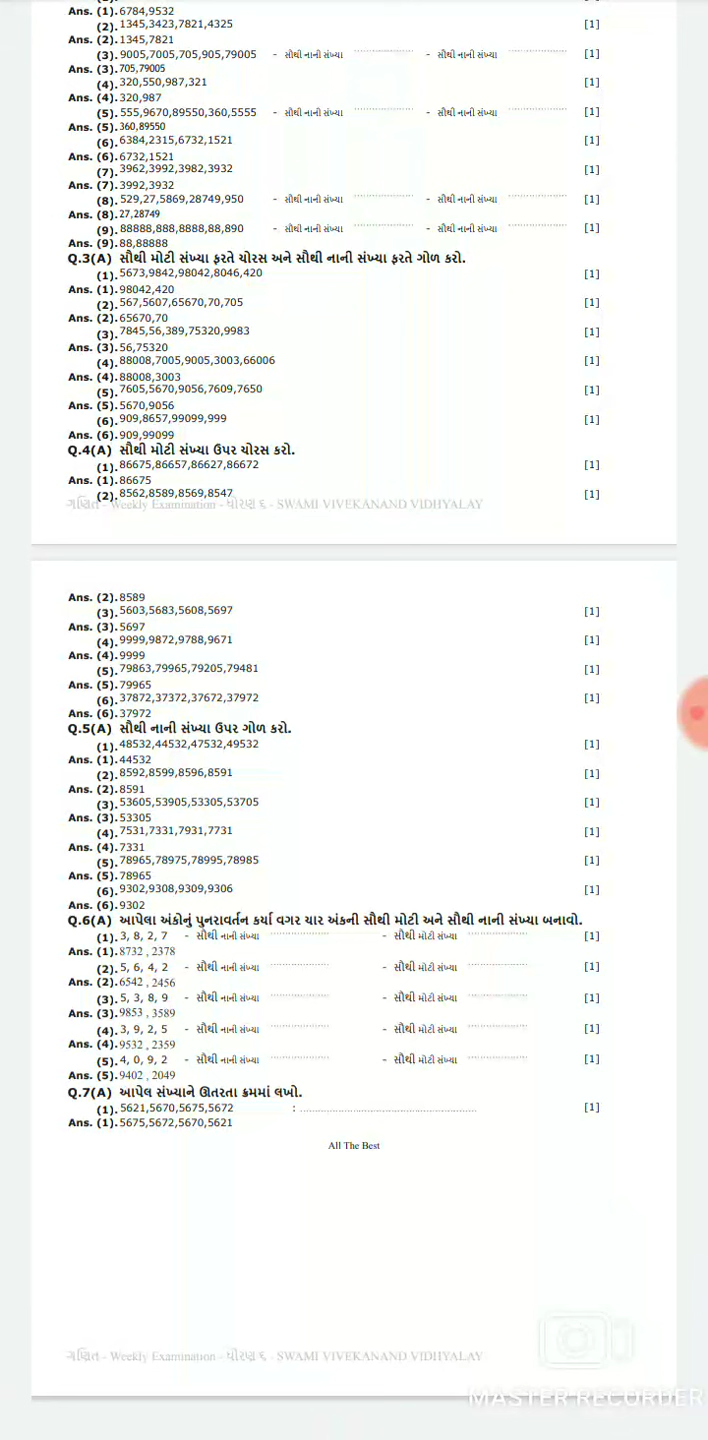 Ans. (1). 6784,9532
(2). 1345,3423,7821,4325 [1]
Ans. (2). 1345,7821
(3). 9005,7005,705,905,79005 - સૌથી નાની સંખ્યા .................... - સૌથી નાની સંખ્યા .................... [1]
Ans. (3). 705,79005
(4). 320,550,987,321 [1]
Ans. (4). 320,987
(5). 555,9670,89550,360,5555 - સૌથી નાની સંખ્યા .................... - સૌથી નાની સંખ્યા .................... [1]
Ans. (5). 360,89550
(6). 6384,2315,6732,1521 [1]
Ans. (6). 6732,1521
(7). 3962,3992,3982,3932 [1]
Ans. (7). 3992,3932
(8). 529,27,5869,28749,950 - સૌથી નાની સંખ્યા .................... - સૌથી નાની સંખ્યા .................... [1]
Ans. (8). 27,28749
(9). 88888,888,8888,88,890 - સૌથી નાની સંખ્યા .................... - સૌથી નાની સંખ્યા .................... [1]
Ans. (9). 88,88888
Q.3(A) સૌથી મોટી સંખ્યા ફરતે ચોરસ અને સૌથી નાની સંખ્યા ફરતે ગોળ કરો.
(1). 5673,9842,98042,8046,420 [1]
Ans. (1). 98042,420
(2). 567,5607,65670,70,705 [1]
Ans. (2). 65670,70
(3). 7845,56,389,75320,9983 [1]
Ans. (3). 56,75320
(4). 88008,7005,9005,3003,66006 [1]
Ans. (4). 88008,3003
(5). 7605,5670,9056,7609,7650 [1]
Ans. (5). 5670,9056
(6). 909,8657,99099,999 [1]
Ans. (6). 909,99099
Q.4(A) સૌથી મોટી સંખ્યા ઉપર ચોરસ કરો.
(1). 86675,86657,86627,86672 [1]
Ans. (1). 86675
(2). 8562,8589,8569,8547 [1]
ગણિત - Weekly Examination - ધોરણ ૬ - SWAMI VIVEKANAND VIDHYALAY
Ans. (2). 8589
(3). 5603,5683,5608,5697 [1]
Ans. (3). 5697
(4). 9999,9872,9788,9671 [1]
Ans. (4). 9999
(5). 79863,79965,79205,79481 [1]
Ans. (5). 79965
(6). 37872,37372,37672,37972 [1]
Ans. (6). 37972
Q.5(A) સૌથી નાની સંખ્યા ઉપર ગોળ કરો.
(1). 48532,44532,47532,49532 [1]
Ans. (1). 44532
(2). 8592,8599,8596,8591 [1]
Ans. (2). 8591
(3). 53605,53905,53305,53705 [1]
Ans. (3). 53305
(4). 7531,7331,7931,7731 [1]
Ans. (4). 7331
(5). 78965,78975,78995,78985 [1]
Ans. (5). 78965
(6). 9302,9308,9309,9306 [1]
Ans. (6). 9302
Q.6(A) આપેલા અંકોનું પુનરાવર્તન કર્યા વગર ચાર અંકની સૌથી મોટી અને સૌથી નાની સંખ્યા બનાવો.
(1). 3, 8, 2, 7 - સૌથી નાની સંખ્યા .................... - સૌથી મોટી સંખ્યા .................... [1]
Ans. (1). 8732 , 2378
(2). 5, 6, 4, 2 - સૌથી નાની સંખ્યા .................... - સૌથી મોટી સંખ્યા .................... [1]
Ans. (2). 6542 , 2456
(3). 5, 3, 8, 9 - સૌથી નાની સંખ્યા .................... - સૌથી મોટી સંખ્યા .................... [1]
Ans. (3). 9853 , 3589
(4). 3, 9, 2, 5 - સૌથી નાની સંખ્યા .................... - સૌથી મોટી સંખ્યા .................... [1]
Ans. (4). 9532 , 2359
(5). 4, 0, 9, 2 - સૌથી નાની સંખ્યા .................... - સૌથી મોટી સંખ્યા .................... [1]
Ans. (5). 9402 , 2049
Q.7(A) આપેલ સંખ્યાને ઊતરતા ક્રમમાં લખો.
(1). 5621,5670,5675,5672 : .................................................... [1]
Ans. (1). 5675,5672,5670,5621
All The Best
ગણિત - Weekly Examination - ધોરણ ૬ - SWAMI VIVEKANAND VIDHYALAY
MASTER RECORDER